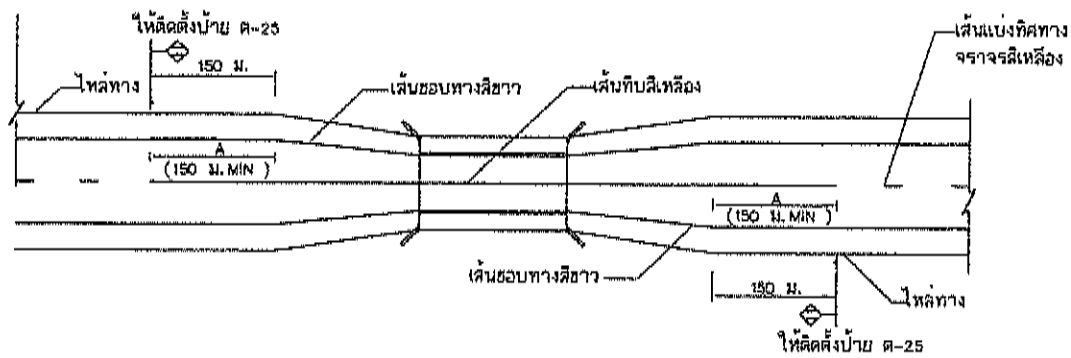 ให้ติดตั้งป้าย ต-25
150 ม.
ไหล่ทาง
เส้นขอบทางสีขาว
เส้นทึบสีเหลือง
เส้นแบ่งทิศทาง
จราจรสีเหลือง
A
(150 ม.MIN)
A
(150 ม.MIN)
เส้นขอบทางสีขาว
150 ม.
ไหล่ทาง
ให้ติดตั้งป้าย ต-25